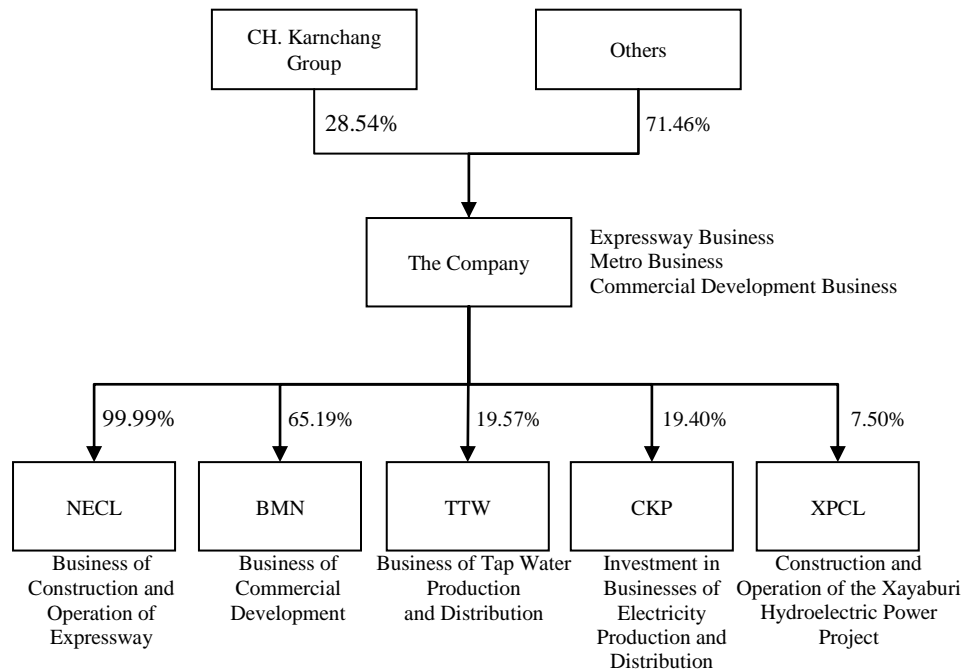 CH. Karnchang
Group
Others
28.54%
71.46%
The Company
Expressway Business
Metro Business
Commercial Development Business
99.99%
65.19%
19.57%
19.40%
7.50%
NECL
BMN
TTW
CKP
XPCL
Business of
Construction and
Operation of
Expressway
Business of
Commercial
Development
Business of Tap Water
Production
and Distribution
Investment in
Businesses of
Electricity
Production and
Distribution
Construction and
Operation of the Xayaburi
Hydroelectric Power
Project